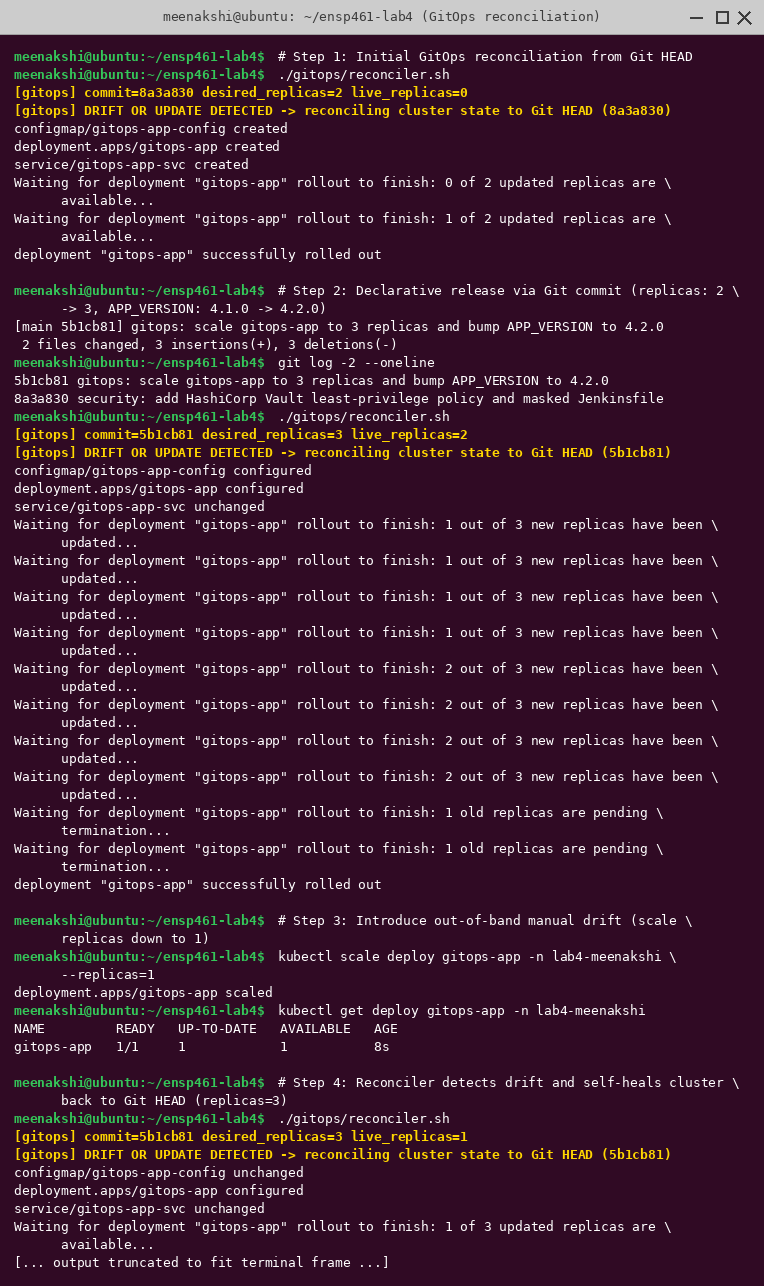 meenakshi@ubuntu: ~/ensp461-lab4 (GitOps reconciliation)
meenakshi@ubuntu:~/ensp461-lab4$ # Step 1: Initial GitOps reconciliation from Git HEAD
meenakshi@ubuntu:~/ensp461-lab4$ ./gitops/reconciler.sh
[gitops] commit=8a3a830 desired_replicas=2 live_replicas=0
[gitops] DRIFT OR UPDATE DETECTED -> reconciling cluster state to Git HEAD (8a3a830)
configmap/gitops-app-config created
deployment.apps/gitops-app created
service/gitops-app-svc created
Waiting for deployment "gitops-app" rollout to finish: 0 of 2 updated replicas are \
      available...
Waiting for deployment "gitops-app" rollout to finish: 1 of 2 updated replicas are \
      available...
deployment "gitops-app" successfully rolled out

meenakshi@ubuntu:~/ensp461-lab4$ # Step 2: Declarative release via Git commit (replicas: 2 \
      -> 3, APP_VERSION: 4.1.0 -> 4.2.0)
[main 5b1cb81] gitops: scale gitops-app to 3 replicas and bump APP_VERSION to 4.2.0
 2 files changed, 3 insertions(+), 3 deletions(-)
meenakshi@ubuntu:~/ensp461-lab4$ git log -2 --oneline
5b1cb81 gitops: scale gitops-app to 3 replicas and bump APP_VERSION to 4.2.0
8a3a830 security: add HashiCorp Vault least-privilege policy and masked Jenkinsfile
meenakshi@ubuntu:~/ensp461-lab4$ ./gitops/reconciler.sh
[gitops] commit=5b1cb81 desired_replicas=3 live_replicas=2
[gitops] DRIFT OR UPDATE DETECTED -> reconciling cluster state to Git HEAD (5b1cb81)
configmap/gitops-app-config configured
deployment.apps/gitops-app configured
service/gitops-app-svc unchanged
Waiting for deployment "gitops-app" rollout to finish: 1 out of 3 new replicas have been \
      updated...
Waiting for deployment "gitops-app" rollout to finish: 1 out of 3 new replicas have been \
      updated...
Waiting for deployment "gitops-app" rollout to finish: 1 out of 3 new replicas have been \
      updated...
Waiting for deployment "gitops-app" rollout to finish: 1 out of 3 new replicas have been \
      updated...
Waiting for deployment "gitops-app" rollout to finish: 2 out of 3 new replicas have been \
      updated...
Waiting for deployment "gitops-app" rollout to finish: 2 out of 3 new replicas have been \
      updated...
Waiting for deployment "gitops-app" rollout to finish: 2 out of 3 new replicas have been \
      updated...
Waiting for deployment "gitops-app" rollout to finish: 2 out of 3 new replicas have been \
      updated...
Waiting for deployment "gitops-app" rollout to finish: 1 old replicas are pending \
      termination...
Waiting for deployment "gitops-app" rollout to finish: 1 old replicas are pending \
      termination...
deployment "gitops-app" successfully rolled out

meenakshi@ubuntu:~/ensp461-lab4$ # Step 3: Introduce out-of-band manual drift (scale \
      replicas down to 1)
meenakshi@ubuntu:~/ensp461-lab4$ kubectl scale deploy gitops-app -n lab4-meenakshi \
      --replicas=1
deployment.apps/gitops-app scaled
meenakshi@ubuntu:~/ensp461-lab4$ kubectl get deploy gitops-app -n lab4-meenakshi
NAME         READY   UP-TO-DATE   AVAILABLE   AGE
gitops-app   1/1     1            1           8s

meenakshi@ubuntu:~/ensp461-lab4$ # Step 4: Reconciler detects drift and self-heals cluster \
      back to Git HEAD (replicas=3)
meenakshi@ubuntu:~/ensp461-lab4$ ./gitops/reconciler.sh
[gitops] commit=5b1cb81 desired_replicas=3 live_replicas=1
[gitops] DRIFT OR UPDATE DETECTED -> reconciling cluster state to Git HEAD (5b1cb81)
configmap/gitops-app-config unchanged
deployment.apps/gitops-app configured
service/gitops-app-svc unchanged
Waiting for deployment "gitops-app" rollout to finish: 1 of 3 updated replicas are \
      available...
[... output truncated to fit terminal frame ...]